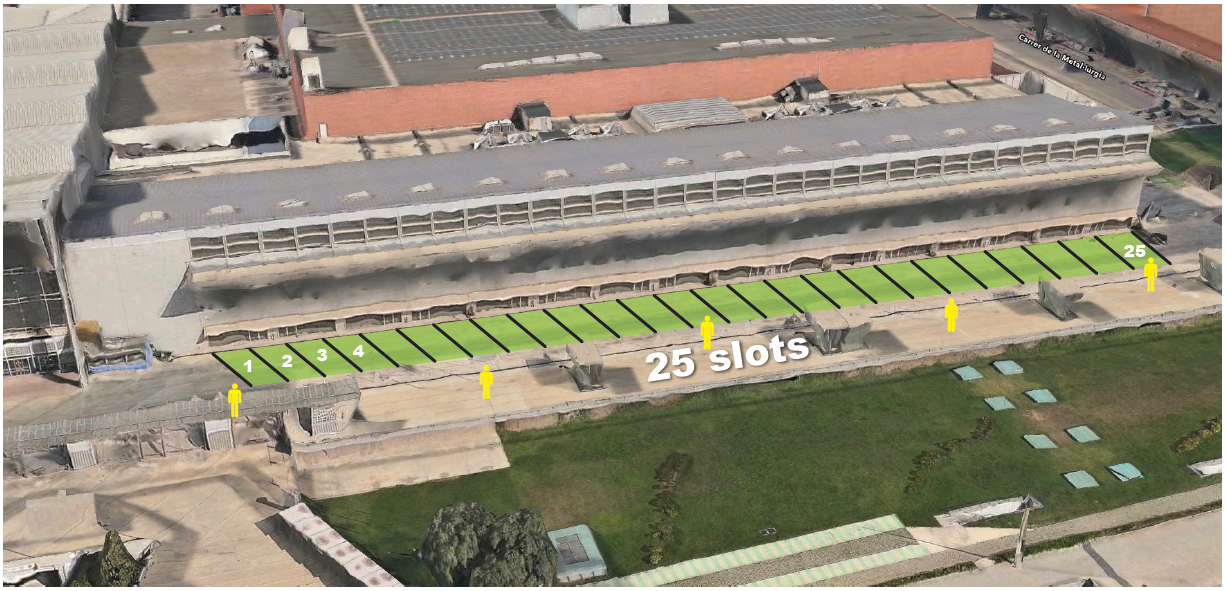 Carrer de la Metal·lúrgia
25
1 2 3 4
25 slots